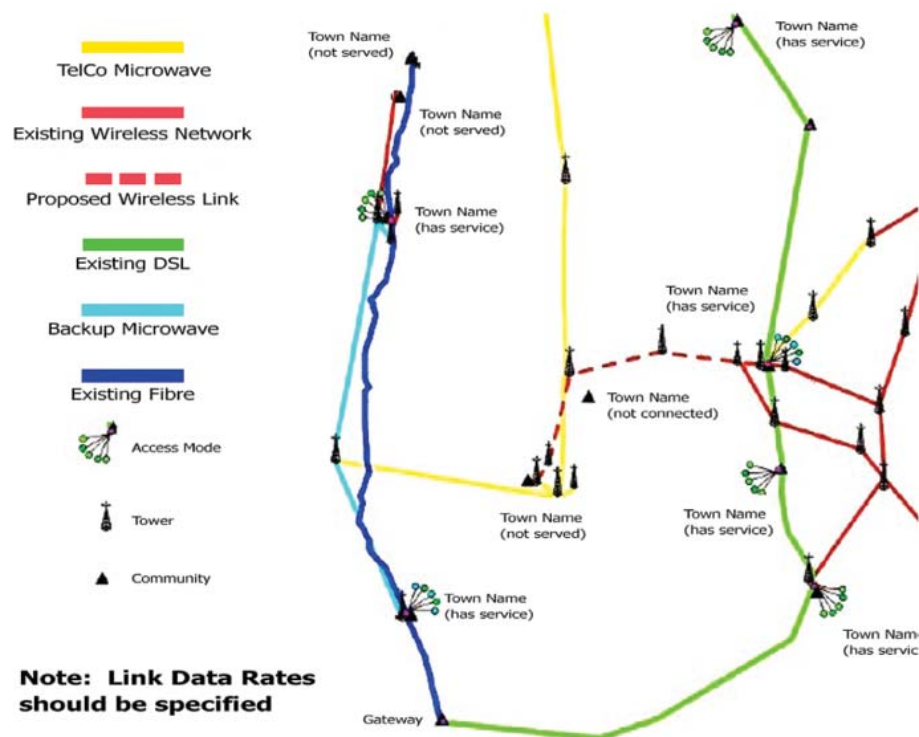 TelCo Microwave
Existing Wireless Network
Proposed Wireless Link
Existing DSL
Backup Microwave
Existing Fibre
Access Mode
Tower
Community
Note: Link Data Rates
should be specified
Town Name
(not served)
Town Name
(not served)
Town Name
(has service)
Town Name
(has service)
Town Name
(has service)
Town Name
(not connected)
Town Name
(not served)
Town Name
(has service)
Town Name
(has service)
Town Name
(has servic
Gateway